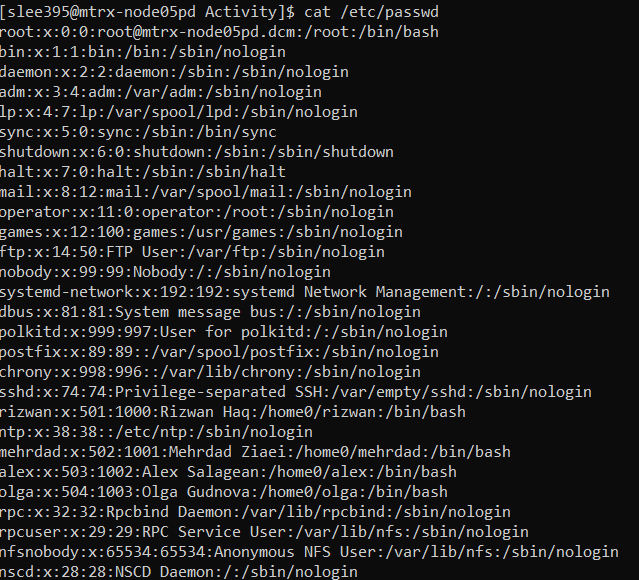 [slee395@mtrx-node05pd Activity]$ cat /etc/passwd
root:x:0:0:root@mtrx-node05pd.dcm:/root:/bin/bash
bin:x:1:1:bin:/bin:/sbin/nologin
daemon:x:2:2:daemon:/sbin:/sbin/nologin
adm:x:3:4:adm:/var/adm:/sbin/nologin
lp:x:4:7:lp:/var/spool/lpd:/sbin/nologin
sync:x:5:0:sync:/sbin:/bin/sync
shutdown:x:6:0:shutdown:/sbin:/sbin/shutdown
halt:x:7:0:halt:/sbin:/sbin/halt
mail:x:8:12:mail:/var/spool/mail:/sbin/nologin
operator:x:11:0:operator:/root:/sbin/nologin
games:x:12:100:games:/usr/games:/sbin/nologin
ftp:x:14:50:FTP User:/var/ftp:/sbin/nologin
nobody:x:99:99:Nobody:/:/sbin/nologin
systemd-network:x:192:192:systemd Network Management:/:/sbin/nologin
dbus:x:81:81:System message bus:/:/sbin/nologin
polkitd:x:999:997:User for polkitd:/:/sbin/nologin
postfix:x:89:89::/var/spool/postfix:/sbin/nologin
chrony:x:998:996::/var/lib/chrony:/sbin/nologin
sshd:x:74:74:Privilege-separated SSH:/var/empty/sshd:/sbin/nologin
rizwan:x:501:1000:Rizwan Haq:/home0/rizwan:/bin/bash
ntp:x:38:38::/etc/ntp:/sbin/nologin
mehrdad:x:502:1001:Mehrdad Ziaei:/home0/mehrdad:/bin/bash
alex:x:503:1002:Alex Salagean:/home0/alex:/bin/bash
olga:x:504:1003:Olga Gudnova:/home0/olga:/bin/bash
rpc:x:32:32:Rpcbind Daemon:/var/lib/rpcbind:/sbin/nologin
rpcuser:x:29:29:RPC Service User:/var/lib/nfs:/sbin/nologin
nfsnobody:x:65534:65534:Anonymous NFS User:/var/lib/nfs:/sbin/nologin
nscd:x:28:28:NSCD Daemon:/:/sbin/nologin